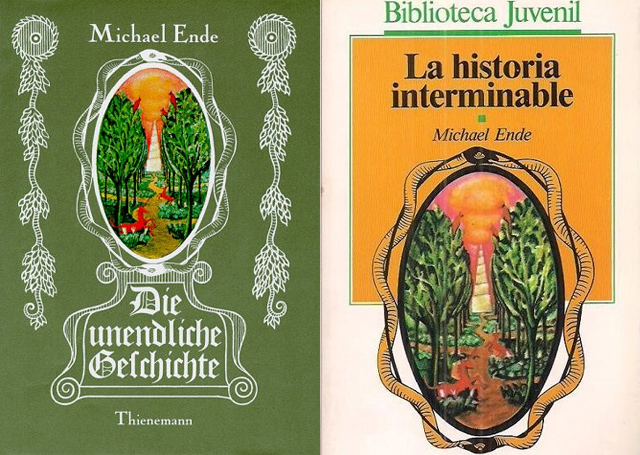 Michael Ende
Die
unendliche
Geſchichte
Thienemann
Biblioteca Juvenil
La historia
interminable
Michael Ende